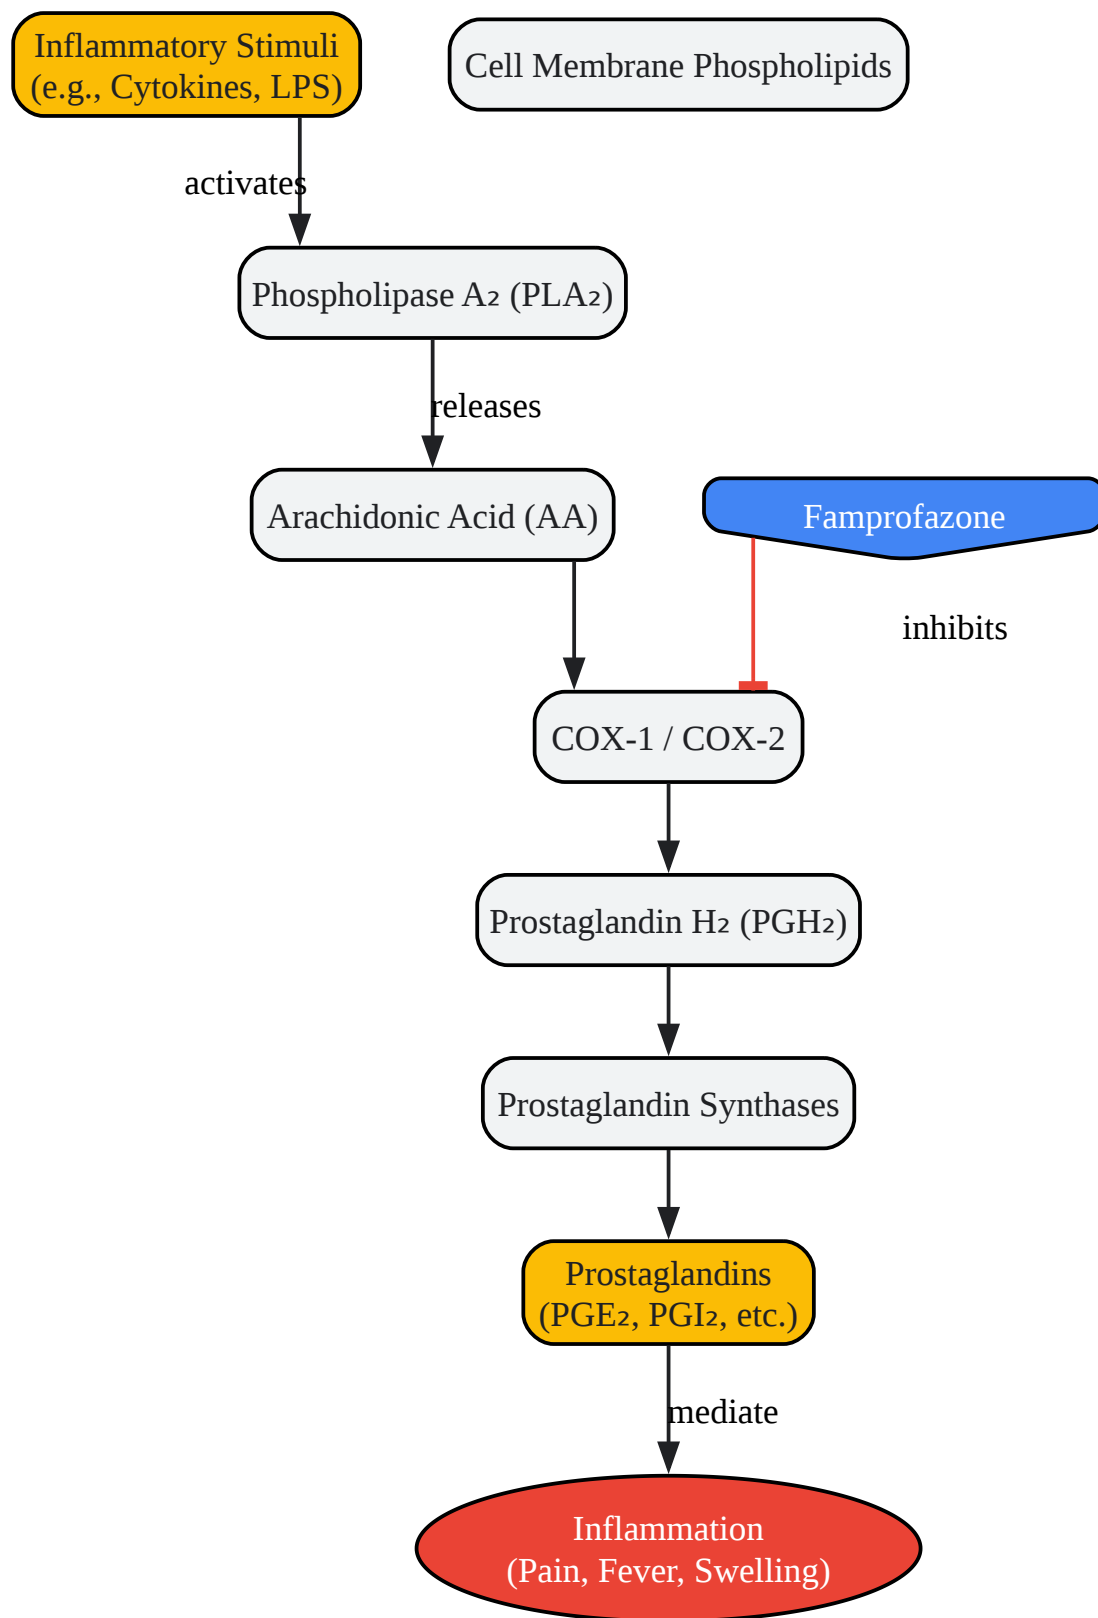 Inflammatory Stimuli
(e.g., Cytokines, LPS)
Cell Membrane Phospholipids
activates
Phospholipase A₂ (PLA₂)
releases
Arachidonic Acid (AA)
Famprofazone
inhibits
COX-1 / COX-2
Prostaglandin H₂ (PGH₂)
Prostaglandin Synthases
Prostaglandins
(PGE₂, PGI₂, etc.)
mediate
Inflammation
(Pain, Fever, Swelling)